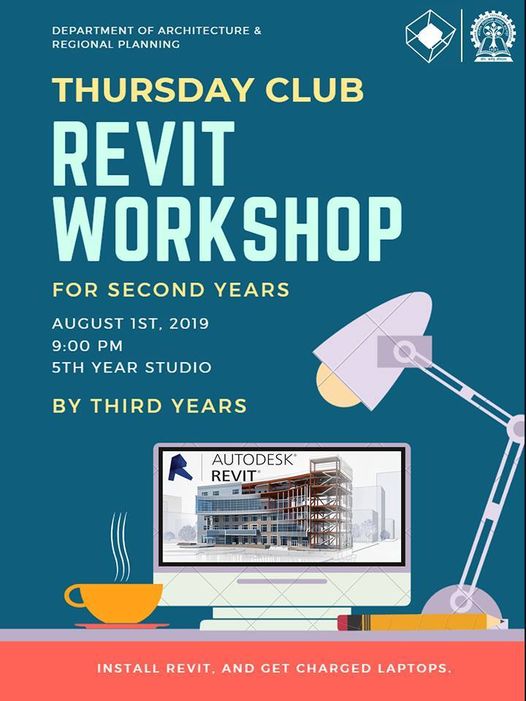 DEPARTMENT OF ARCHITECTURE &
REGIONAL PLANNING
THURSDAY CLUB
REVIT
WORKSHOP
FOR SECOND YEARS
AUGUST 1ST, 2019
9:00 PM
5TH YEAR STUDIO
BY THIRD YEARS
AUTODESK®
REVIT®
INSTALL REVIT, AND GET CHARGED LAPTOPS.